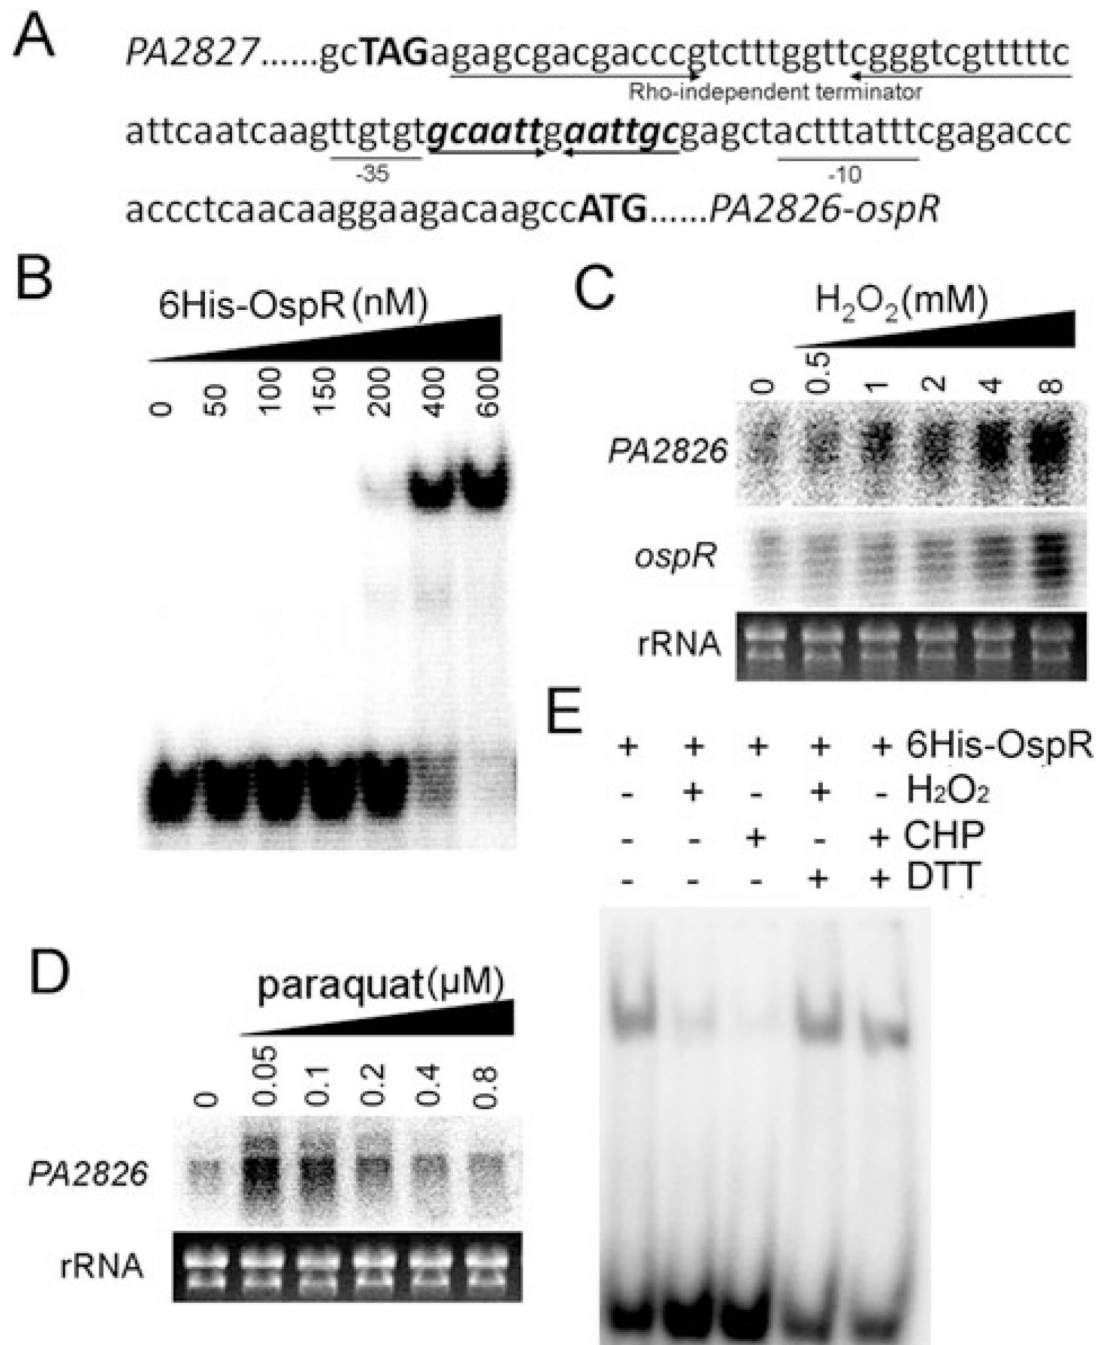 A
PA2827......gcTAGagagcgacgacccgtctttggttcgggtcgtttttc
Rho-independent terminator
attcaatcaagttgtgtgcaattgaattgcgagctactttatttcgagaccc
-35 -10
accctcaacaaggaagacaagccATG......PA2826-ospR
B
6His-OspR (nM)
0 50 100 150 200 400 600
C
H₂O₂(mM)
0 0.5 1 2 4 8
PA2826
ospR
rRNA
E
+ + + + + 6His-OspR
- + - + - H₂O₂
- - + - + CHP
- - - + + DTT
D
paraquat(μM)
0 0.05 0.1 0.2 0.4 0.8
PA2826
rRNA